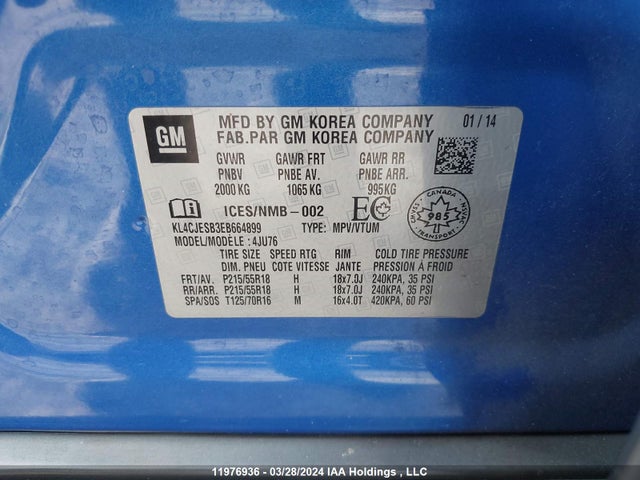 GM
MFD BY GM KOREA COMPANY 01/14
FAB.PAR GM KOREA COMPANY
GVWR GAWR FRT GAWR RR
PNBV PNBE AV. PNBE ARR.
2000 KG 1065 KG 995KG
ICES/NMB-002 EC
CANADA
985
KL4CJESB3EB664899 TYPE: MPV/VTUM
MODEL/MODÈLE: 4JU76
TIRE SIZE SPEED RTG RIM COLD TIRE PRESSURE
DIM. PNEU COTE VITESSE JANTE PRESSION À FROID
FRT/AV. P215/55R18 H 18x7.0J 240KPA, 35 PSI
RR/ARR. P215/55R18 H 18x7.0J 240KPA, 35 PSI
SPA/SOS T125/70R16 M 16x4.0T 420KPA, 60 PSI
11976936 - 03/28/2024 IAA Holdings , LLC